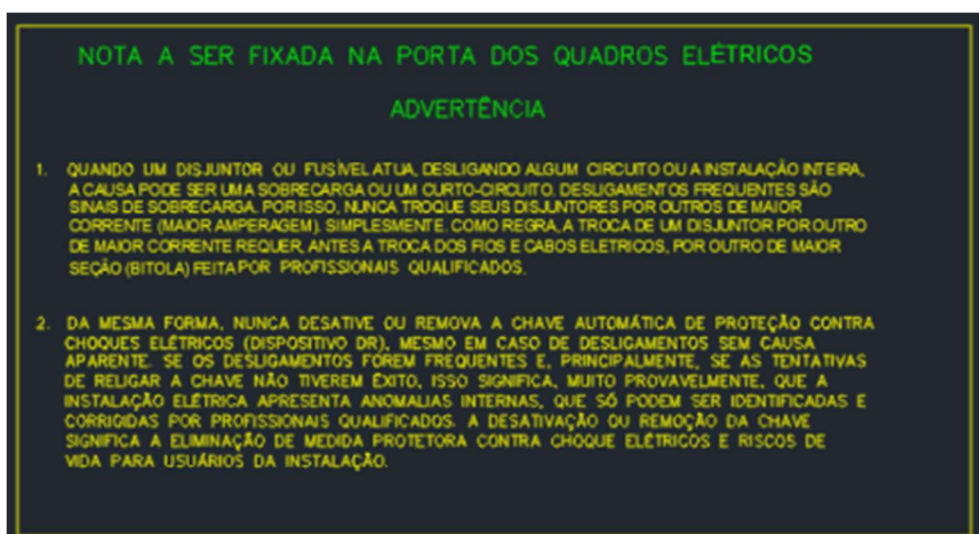 NOTA A SER FIXADA NA PORTA DOS QUADROS ELÉTRICOS
ADVERTÊNCIA
1. QUANDO UM DISJUNTOR OU FUSÍVEL ATUA, DESLIGANDO ALGUM CIRCUITO OU A INSTALAÇÃO INTEIRA,
A CAUSA PODE SER UMA SOBRECARGA OU UM CURTO-CIRCUITO. DESLIGAMENTOS FREQUENTES SÃO
SINAIS DE SOBRECARGA. POR ISSO, NUNCA TROQUE SEUS DISJUNTORES POR OUTROS DE MAIOR
CORRENTE (MAIOR AMPERAGEM). SIMPLESMENTE. COMO REGRA, A TROCA DE UM DISJUNTOR POR OUTRO
DE MAIOR CORRENTE REQUER, ANTES A TROCA DOS FIOS E CABOS ELETRICOS, POR OUTRO DE MAIOR
SEÇÃO (BITOLA) FEITA POR PROFISSIONAIS QUALIFICADOS.
2. DA MESMA FORMA, NUNCA DESATIVE OU REMOVA A CHAVE AUTOMÁTICA DE PROTEÇÃO CONTRA
CHOQUES ELÉTRICOS (DISPOSITIVO DR), MESMO EM CASO DE DESLIGAMENTOS SEM CAUSA
APARENTE. SE OS DESLIGAMENTOS FOREM FREQUENTES E, PRINCIPALMENTE, SE AS TENTATIVAS
DE RELIGAR A CHAVE NÃO TIVEREM ÊXITO, ISSO SIGNIFICA, MUITO PROVAVELMENTE, QUE A
INSTALAÇÃO ELÉTRICA APRESENTA ANOMALIAS INTERNAS, QUE SÓ PODEM SER IDENTIFICADAS E
CORRIGIDAS POR PROFISSIONAIS QUALIFICADOS. A DESATIVAÇÃO OU REMOÇÃO DA CHAVE
SIGNIFICA A ELIMINAÇÃO DE MEDIDA PROTETORA CONTRA CHOQUE ELÉTRICOS E RISCOS DE
VIDA PARA USUÁRIOS DA INSTALAÇÃO.